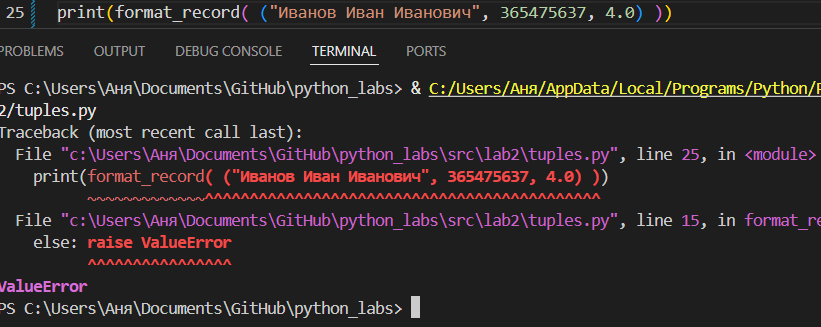 25 print(format_record( ("Иванов Иван Иванович", 365475637, 4.0) ))
PROBLEMS OUTPUT DEBUG CONSOLE TERMINAL PORTS
PS C:\Users\Аня\Documents\GitHub\python_labs> & C:/Users/Аня/AppData/Local/Programs/Python/
2/tuples.py
Traceback (most recent call last):
File "c:\Users\Аня\Documents\GitHub\python_labs\src\lab2\tuples.py", line 25, in <module>
print(format_record( ("Иванов Иван Иванович", 365475637, 4.0) ))
~~~~~~~~~~~~~^^^^^^^^^^^^^^^^^^^^^^^^^^^^^^^^^^^^^^^^^^^^^^^^^^
File "c:\Users\Аня\Documents\GitHub\python_labs\src\lab2\tuples.py", line 15, in format_re
else: raise ValueError
^^^^^^^^^^^^^^^^
ValueError
PS C:\Users\Аня\Documents\GitHub\python_labs>